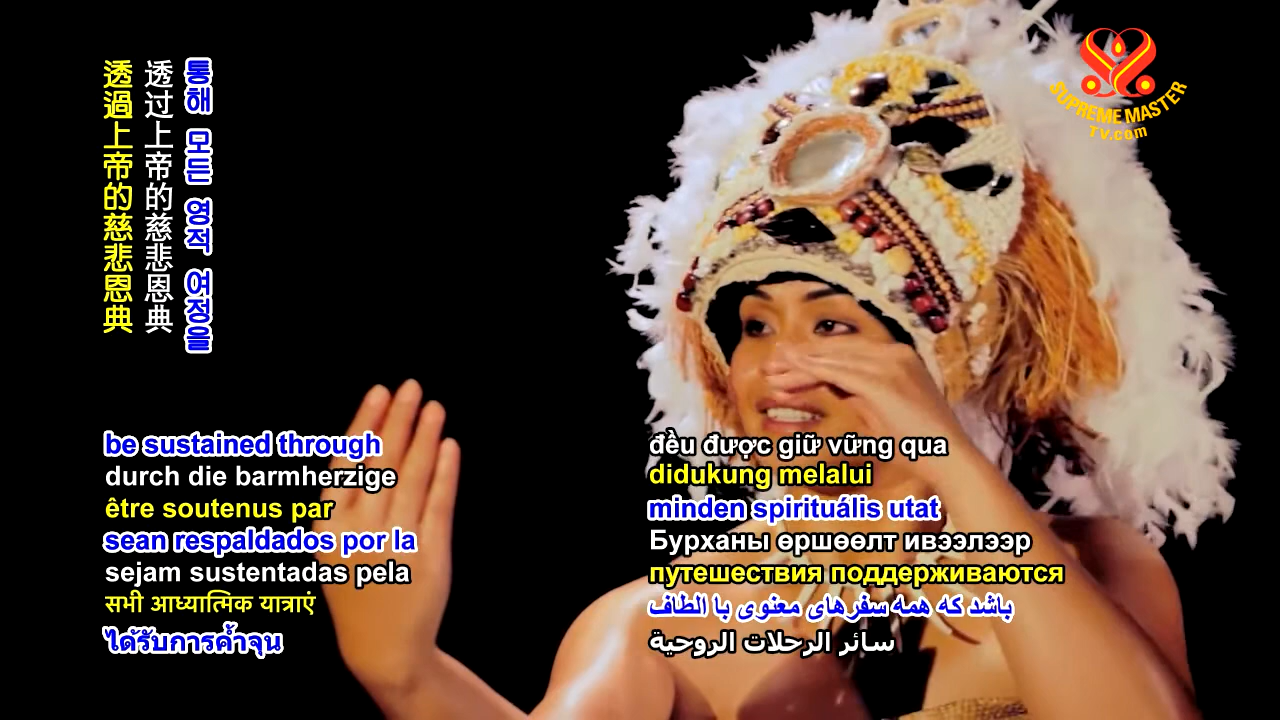 透過上帝的慈悲恩典
透过上帝的慈悲恩典
통해 모든 영적 여정을
SUPREME MASTER
TV.com
be sustained through
durch die barmherzige
être soutenus par
sean respaldados por la
sejam sustentadas pela
सभी आध्यात्मिक यात्राएं
ได้รับการค้ำจุน
đều được giữ vững qua
didukung melalui
minden spirituális utat
Бурханы өршөөлт ивээлээр
путешествия поддерживаются
باشد که همه سفرهای معنوی با الطاف
سائر الرحلات الروحية